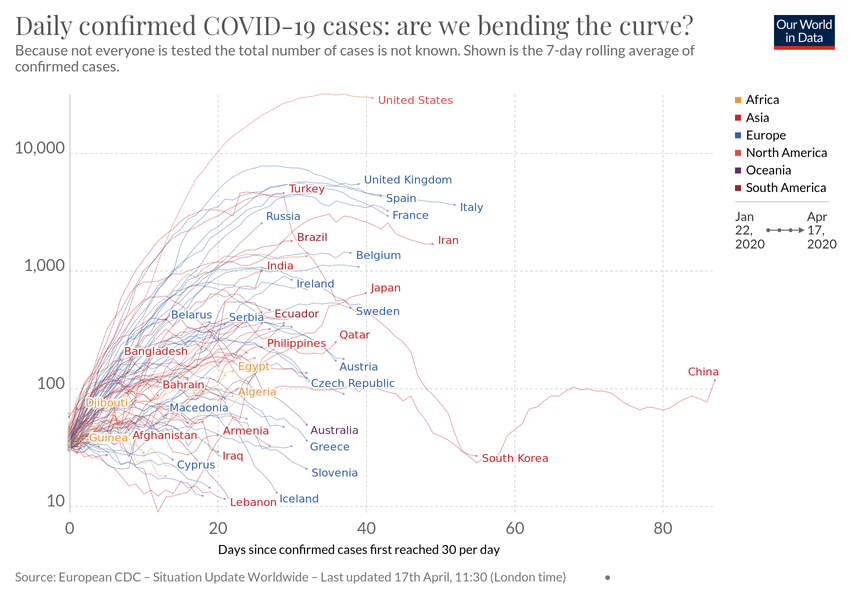 Daily confirmed COVID-19 cases: are we bending the curve?
Because not everyone is tested the total number of cases is not known. Shown is the 7-day rolling average of
confirmed cases.
Our World
in Data
Africa
Asia
Europe
North America
Oceania
South America
Jan
22,
2020
Apr
17,
2020
10,000
1,000
100
10
United States
United Kingdom
Turkey
Spain
Italy
France
Russia
Brazil
Iran
Belgium
India
Ireland
Japan
Belarus
Serbia
Ecuador
Sweden
Qatar
Bangladesh
Philippines
Egypt
Austria
China
Bahrain
Czech Republic
Algeria
Djibouti
Macedonia
Guinea
Afghanistan
Armenia
Australia
Greece
Iraq
South Korea
Cyprus
Slovenia
Lebanon
Iceland
0
20
40
60
80
Days since confirmed cases first reached 30 per day
Source: European CDC – Situation Update Worldwide – Last updated 17th April, 11:30 (London time)